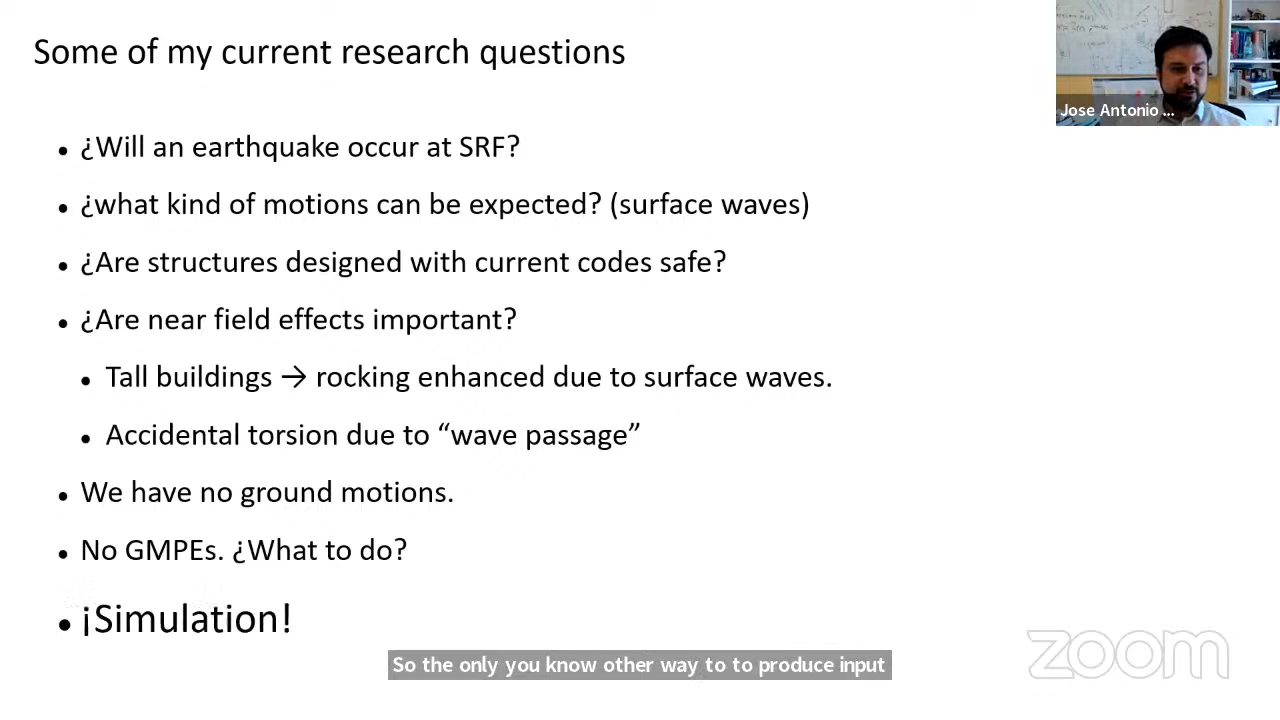 Some of my current research questions
Jose Antonio ...
• ¿Will an earthquake occur at SRF?
• ¿what kind of motions can be expected? (surface waves)
• ¿Are structures designed with current codes safe?
• ¿Are near field effects important?
• Tall buildings → rocking enhanced due to surface waves.
• Accidental torsion due to “wave passage”
• We have no ground motions.
• No GMPEs. ¿What to do?
• ¡Simulation!
So the only you know other way to to produce input
zoom